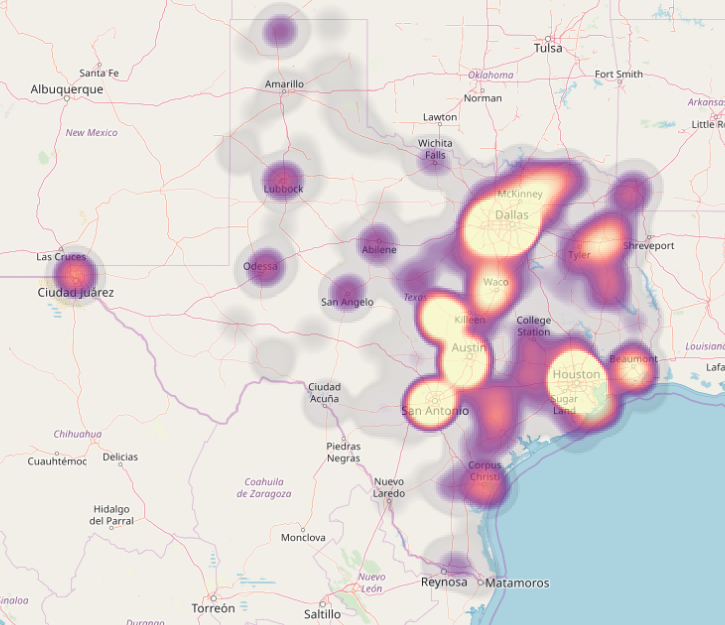 Tulsa
Santa Fe
Fort Smith
Albuquerque
Amarillo
Oklahoma
Norman
Arkansas
Lawton
Little R
New Mexico
Wichita
Falls
Lubbock
McKinney
Dallas
Las Cruces
Odessa
Abilene
Tyler
Shreveport
Ciudad Juárez
San Angelo
Texas
Waco
Killeen
College
Station
Austin
Louisian
Beaumont
Lafa
Houston
Ciudad
Acuña
San Antonio
Sugar
Land
Chihuahua
Cuauhtémoc
Delicias
Piedras
Negras
Corpus
Christi
Coahuila
de Zaragoza
Nuevo
Laredo
Hidalgo
del Parral
Monclova
Reynosa
Matamoros
Nuevo
León
inaloa
Torreón
Saltillo
Durango